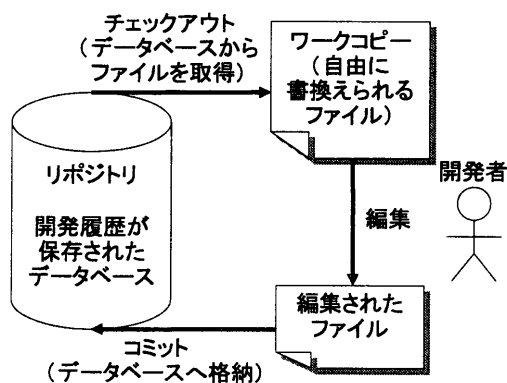 チェックアウト
（データベースから
ファイルを取得）
ワークコピー
（自由に
書換えられる
ファイル）
リポジトリ
開発履歴が
保存された
データベース
開発者
編集
編集された
ファイル
コミット
（データベースへ格納）